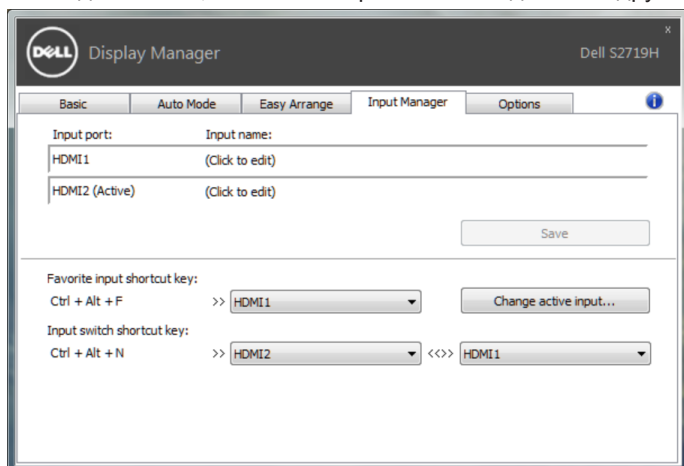 x
DELL Display Manager Dell S2719H
Basic Auto Mode Easy Arrange Input Manager Options
Input port: Input name:
HDMI1 (Click to edit)
HDMI2 (Active) (Click to edit)
Save
Favorite input shortcut key:
Ctrl + Alt + F >> HDMI1 Change active input...
Input switch shortcut key:
Ctrl + Alt + N >> HDMI2 <<>> HDMI1